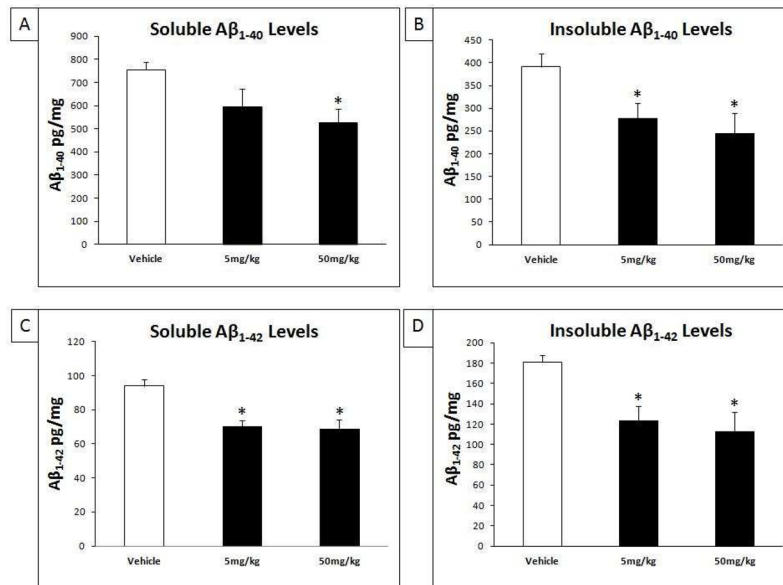 A
Soluble Aβ1-40 Levels
Aβ1-40 pg/mg
900
800
700
600
500
400
300
200
100
0
*
Vehicle 5mg/kg 50mg/kg
B
Insoluble Aβ1-40 Levels
Aβ1-40 pg/mg
450
400
350
300
250
200
150
100
50
0
* *
Vehicle 5mg/kg 50mg/kg
C
Soluble Aβ1-42 Levels
Aβ1-42 pg/mg
120
100
80
60
40
20
0
* *
Vehicle 5mg/kg 50mg/kg
D
Insoluble Aβ1-42 Levels
Aβ1-42 pg/mg
200
180
160
140
120
100
80
60
40
20
0
* *
Vehicle 5mg/kg 50mg/kg